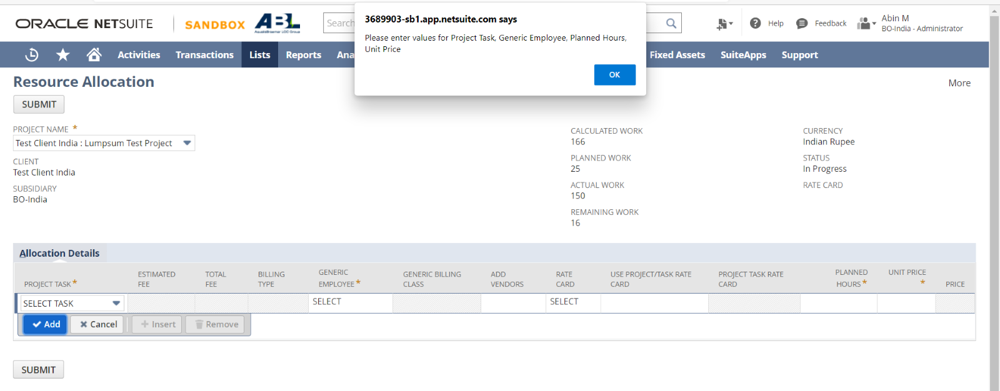 ORACLE NETSUITE
SANDBOX
ABL
Search
3689903-sb1.app.netsuite.com says
Please enter values for Project Task, Generic Employee, Planned Hours,
Unit Price
OK
Help
Feedback
Abin M
BO-India - Administrator
Activities
Transactions
Lists
Reports
Ana
Fixed Assets
SuiteApps
Support
Resource Allocation
More
SUBMIT
PROJECT NAME *
Test Client India : Lumpsum Test Project
CLIENT
Test Client India
SUBSIDIARY
BO-India
CALCULATED WORK
166
PLANNED WORK
25
ACTUAL WORK
150
REMAINING WORK
16
CURRENCY
Indian Rupee
STATUS
In Progress
RATE CARD
Allocation Details
PROJECT TASK *
ESTIMATED
FEE
TOTAL
FEE
BILLING
TYPE
GENERIC
EMPLOYEE *
GENERIC BILLING
CLASS
ADD
VENDORS
RATE
CARD
USE PROJECT/TASK RATE
CARD
PROJECT TASK RATE
CARD
PLANNED
HOURS *
UNIT PRICE
*
PRICE
SELECT TASK
SELECT
SELECT
Add
Cancel
Insert
Remove
SUBMIT